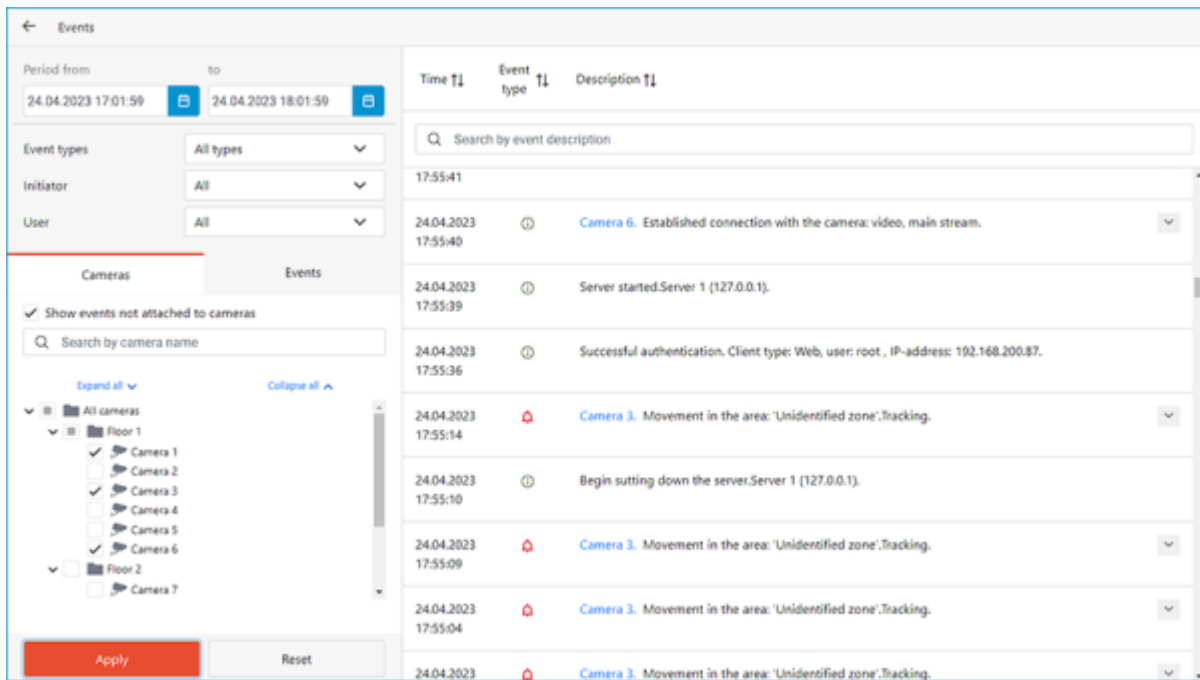 Events
Period from
to
24.04.2023 17:01:59
24.04.2023 18:01:59
Event types
All types
Initiator
All
User
All
Cameras
Events
Show events not attached to cameras
Search by camera name
Expand all
Collapse all
All cameras
Floor 1
Camera 1
Camera 2
Camera 3
Camera 4
Camera 5
Camera 6
Floor 2
Camera 7
Apply
Reset
Time
Event
type
Description
Search by event description
17:55:41
24.04.2023
17:55:40
Camera 6. Established connection with the camera: video, main stream.
24.04.2023
17:55:39
Server started.Server 1 (127.0.0.1).
24.04.2023
17:55:36
Successful authentication. Client type: Web, user: root , IP-address: 192.168.200.87.
24.04.2023
17:55:14
Camera 3. Movement in the area: 'Unidentified zone'.Tracking.
24.04.2023
17:55:10
Begin sutting down the server.Server 1 (127.0.0.1).
24.04.2023
17:55:09
Camera 3. Movement in the area: 'Unidentified zone'.Tracking.
24.04.2023
17:55:04
Camera 3. Movement in the area: 'Unidentified zone'.Tracking.
24.04.2023
Camera 3. Movement in the area: 'Unidentified zone'.Tracking.